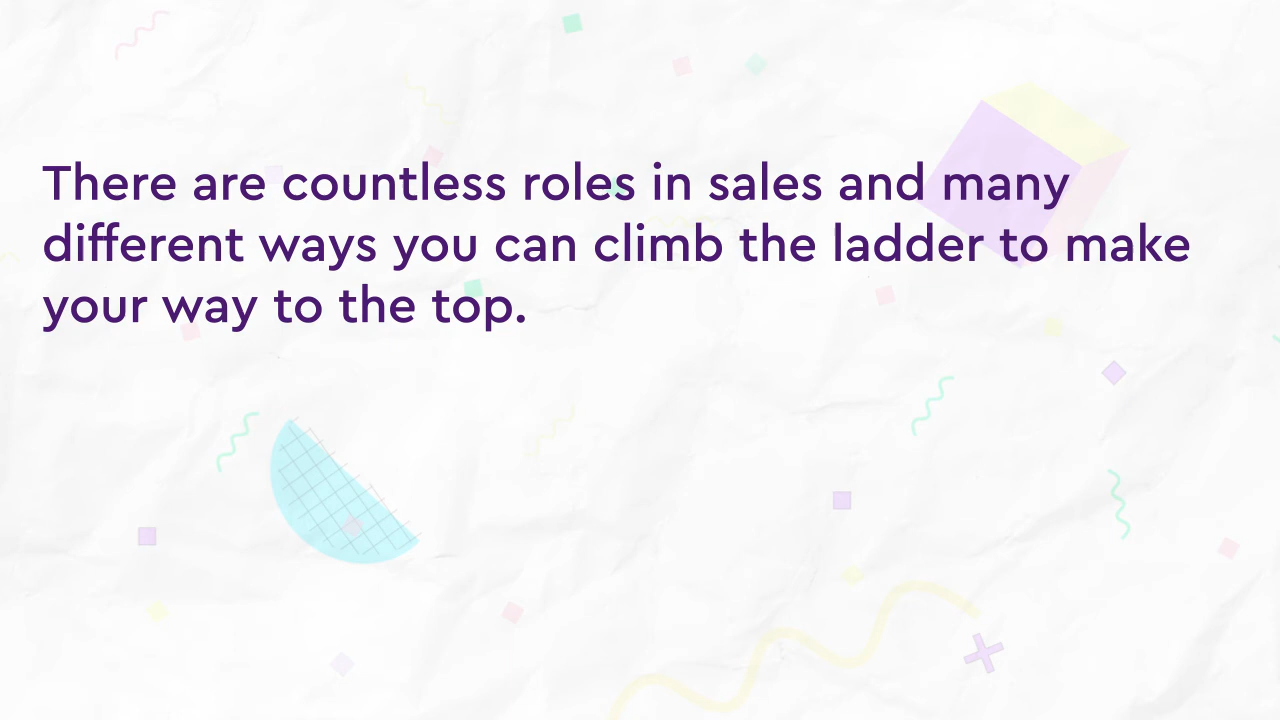 There are countless roles in sales and many
different ways you can climb the ladder to make
your way to the top.